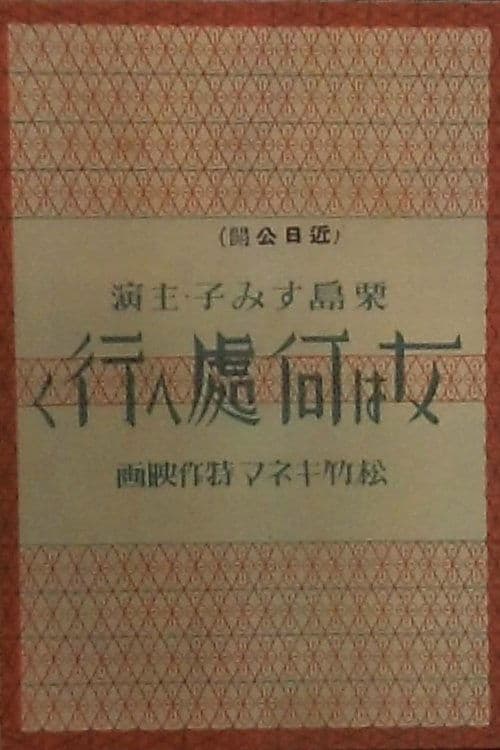 (近日公開)
栗島すみ子・主演
女は何處へ行く
松竹キネマ特作映画